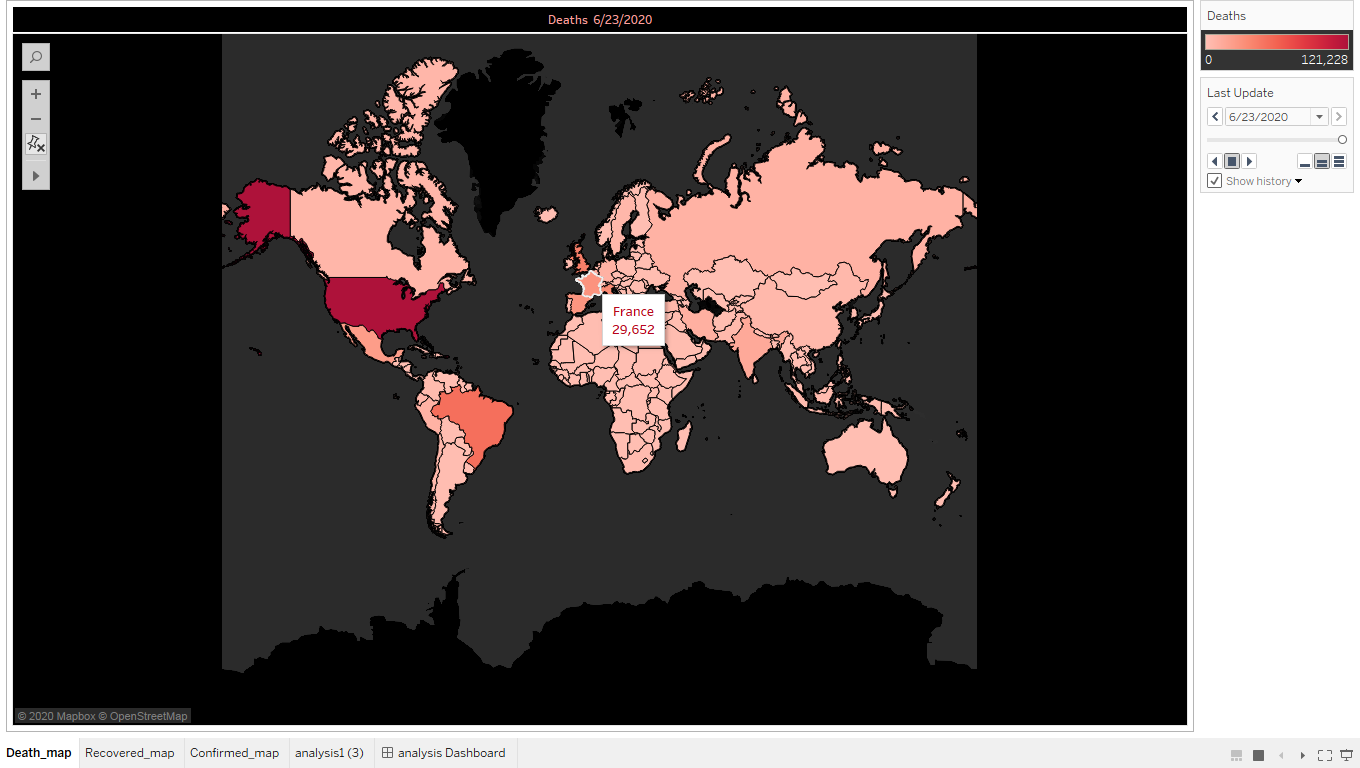 Deaths 6/23/2020
France
29,652
© 2020 Mapbox © OpenStreetMap
Deaths
0 121,228
Last Update
6/23/2020
Show history
Death_map Recovered_map Confirmed_map analysis1 (3) analysis Dashboard